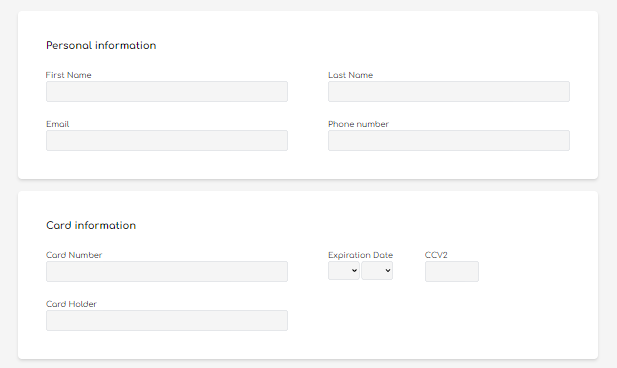 Personal information
First Name
Last Name
Email
Phone number
Card information
Card Number
Expiration Date
CCV2
Card Holder